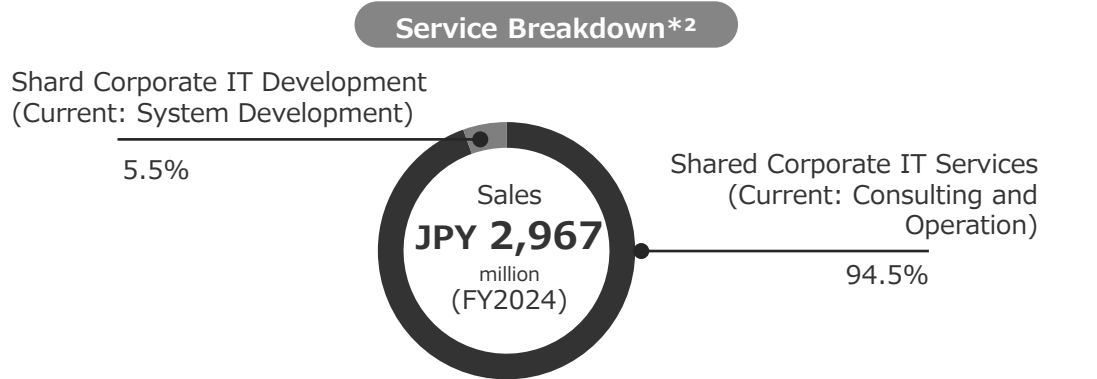 Service Breakdown*²
Shard Corporate IT Development
(Current: System Development)
5.5%
Shared Corporate IT Services
(Current: Consulting and
Operation)
94.5%
Sales
JPY 2,967
million
(FY2024)